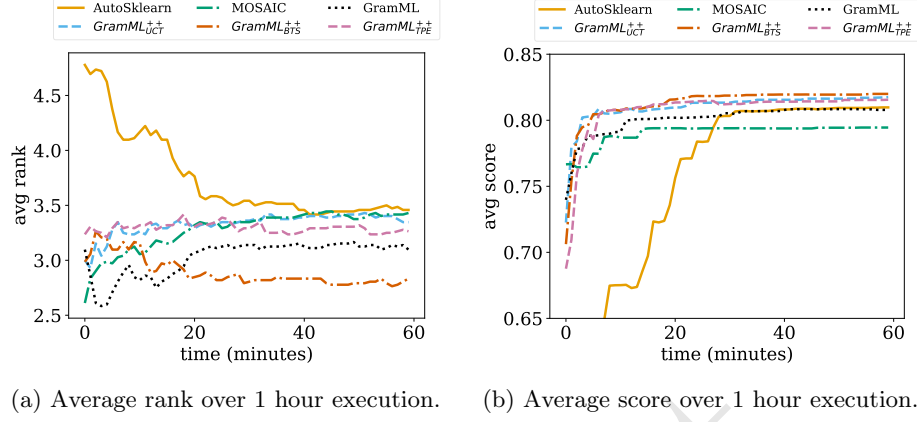 AutoSklearn MOSAIC GramML
GramML++UCT GramML++BTS GramML++TPE
avg rank
4.5
4.0
3.5
3.0
2.5
0 20 40 60
time (minutes)
(a) Average rank over 1 hour execution.
AutoSklearn MOSAIC GramML
GramML++UCT GramML++BTS GramML++TPE
avg score
0.85
0.80
0.75
0.70
0.65
0 20 40 60
time (minutes)
(b) Average score over 1 hour execution.